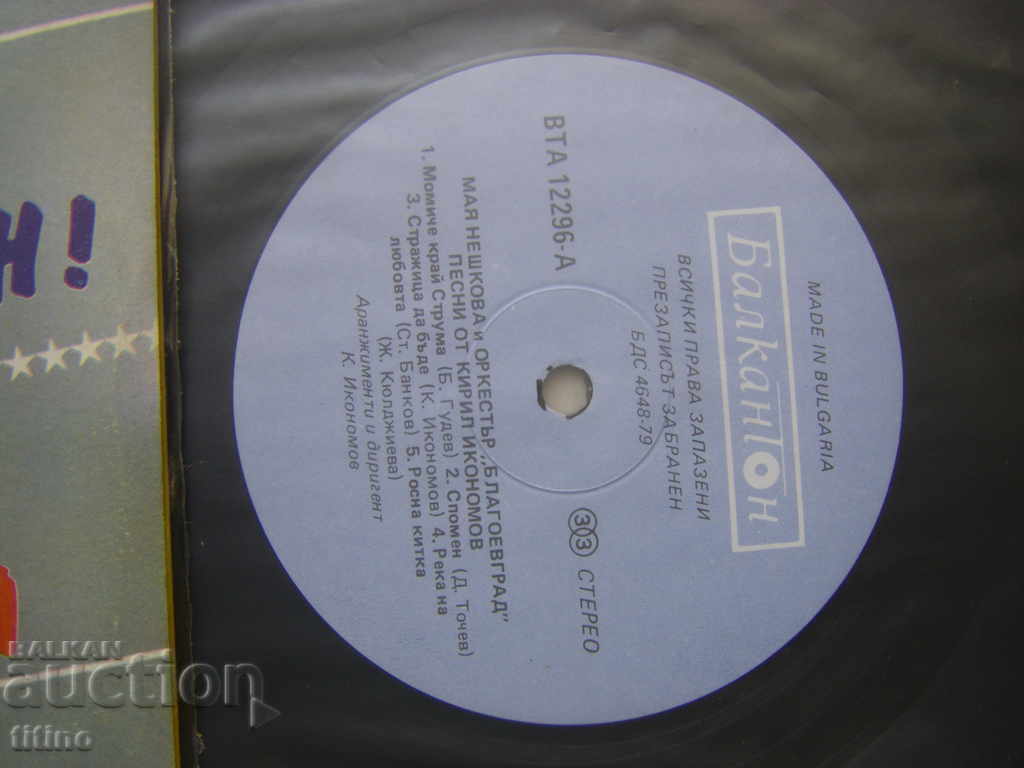 MADE IN BULGARIA
Балкантон
ВСИЧКИ ПРАВА ЗАПАЗЕНИ
ПРЕЗАПИСЪТ ЗАБРАНЕН
БДС 4648-79
ВТА 12296-А
33 СТЕРЕО
МАЯ НЕШКОВА и ОРКЕСТЪР „БЛАГОЕВГРАД"
ПЕСНИ ОТ КИРИЛ ИКОНОМОВ
1. Момиче край Струма (Б. Гудев) 2. Спомен (Д. Точев)
3. Стражица да бъде (К. Икономов) 4. Река на
любовта (Ст. Банков) 5. Росна китка
(Ж. Кюлджиева)
Аранжименти и диригент
К. Икономов
Н!
BALKAN
auction
titino